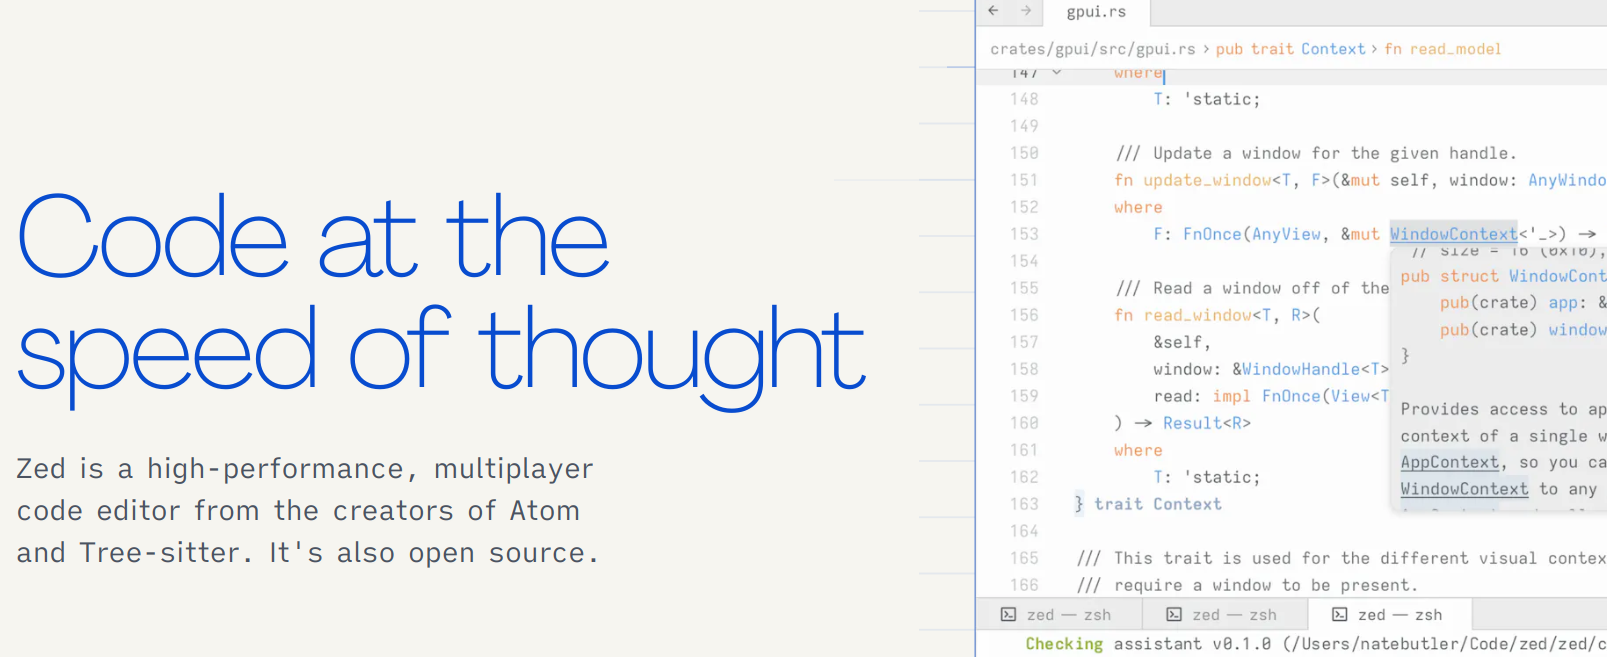 Code at the
speed of thought
Zed is a high-performance, multiplayer
code editor from the creators of Atom
and Tree-sitter. It's also open source.
← → gpui.rs
crates/gpui/src/gpui.rs › pub trait Context › fn read_model
147 where
148 T: 'static;
149
150 /// Update a window for the given handle.
151 fn update_window<T, F>(&mut self, window: AnyWindo
152 where
153 F: FnOnce(AnyView, &mut WindowContext<'_>) →
// size = 16 (0x10),
pub struct WindowCont
pub(crate) app: &
pub(crate) window
}
Provides access to ap
context of a single w
AppContext, so you ca
WindowContext to any
154
155 /// Read a window off of the
156 fn read_window<T, R>(
157 &self,
158 window: &WindowHandle<T>
159 read: impl FnOnce(View<T
160 ) → Result<R>
161 where
162 T: 'static;
163 } trait Context
164
165 /// This trait is used for the different visual contex
166 /// require a window to be present.
zed — zsh zed — zsh zed — zsh
Checking assistant v0.1.0 (/Users/natebutler/Code/zed/zed/c